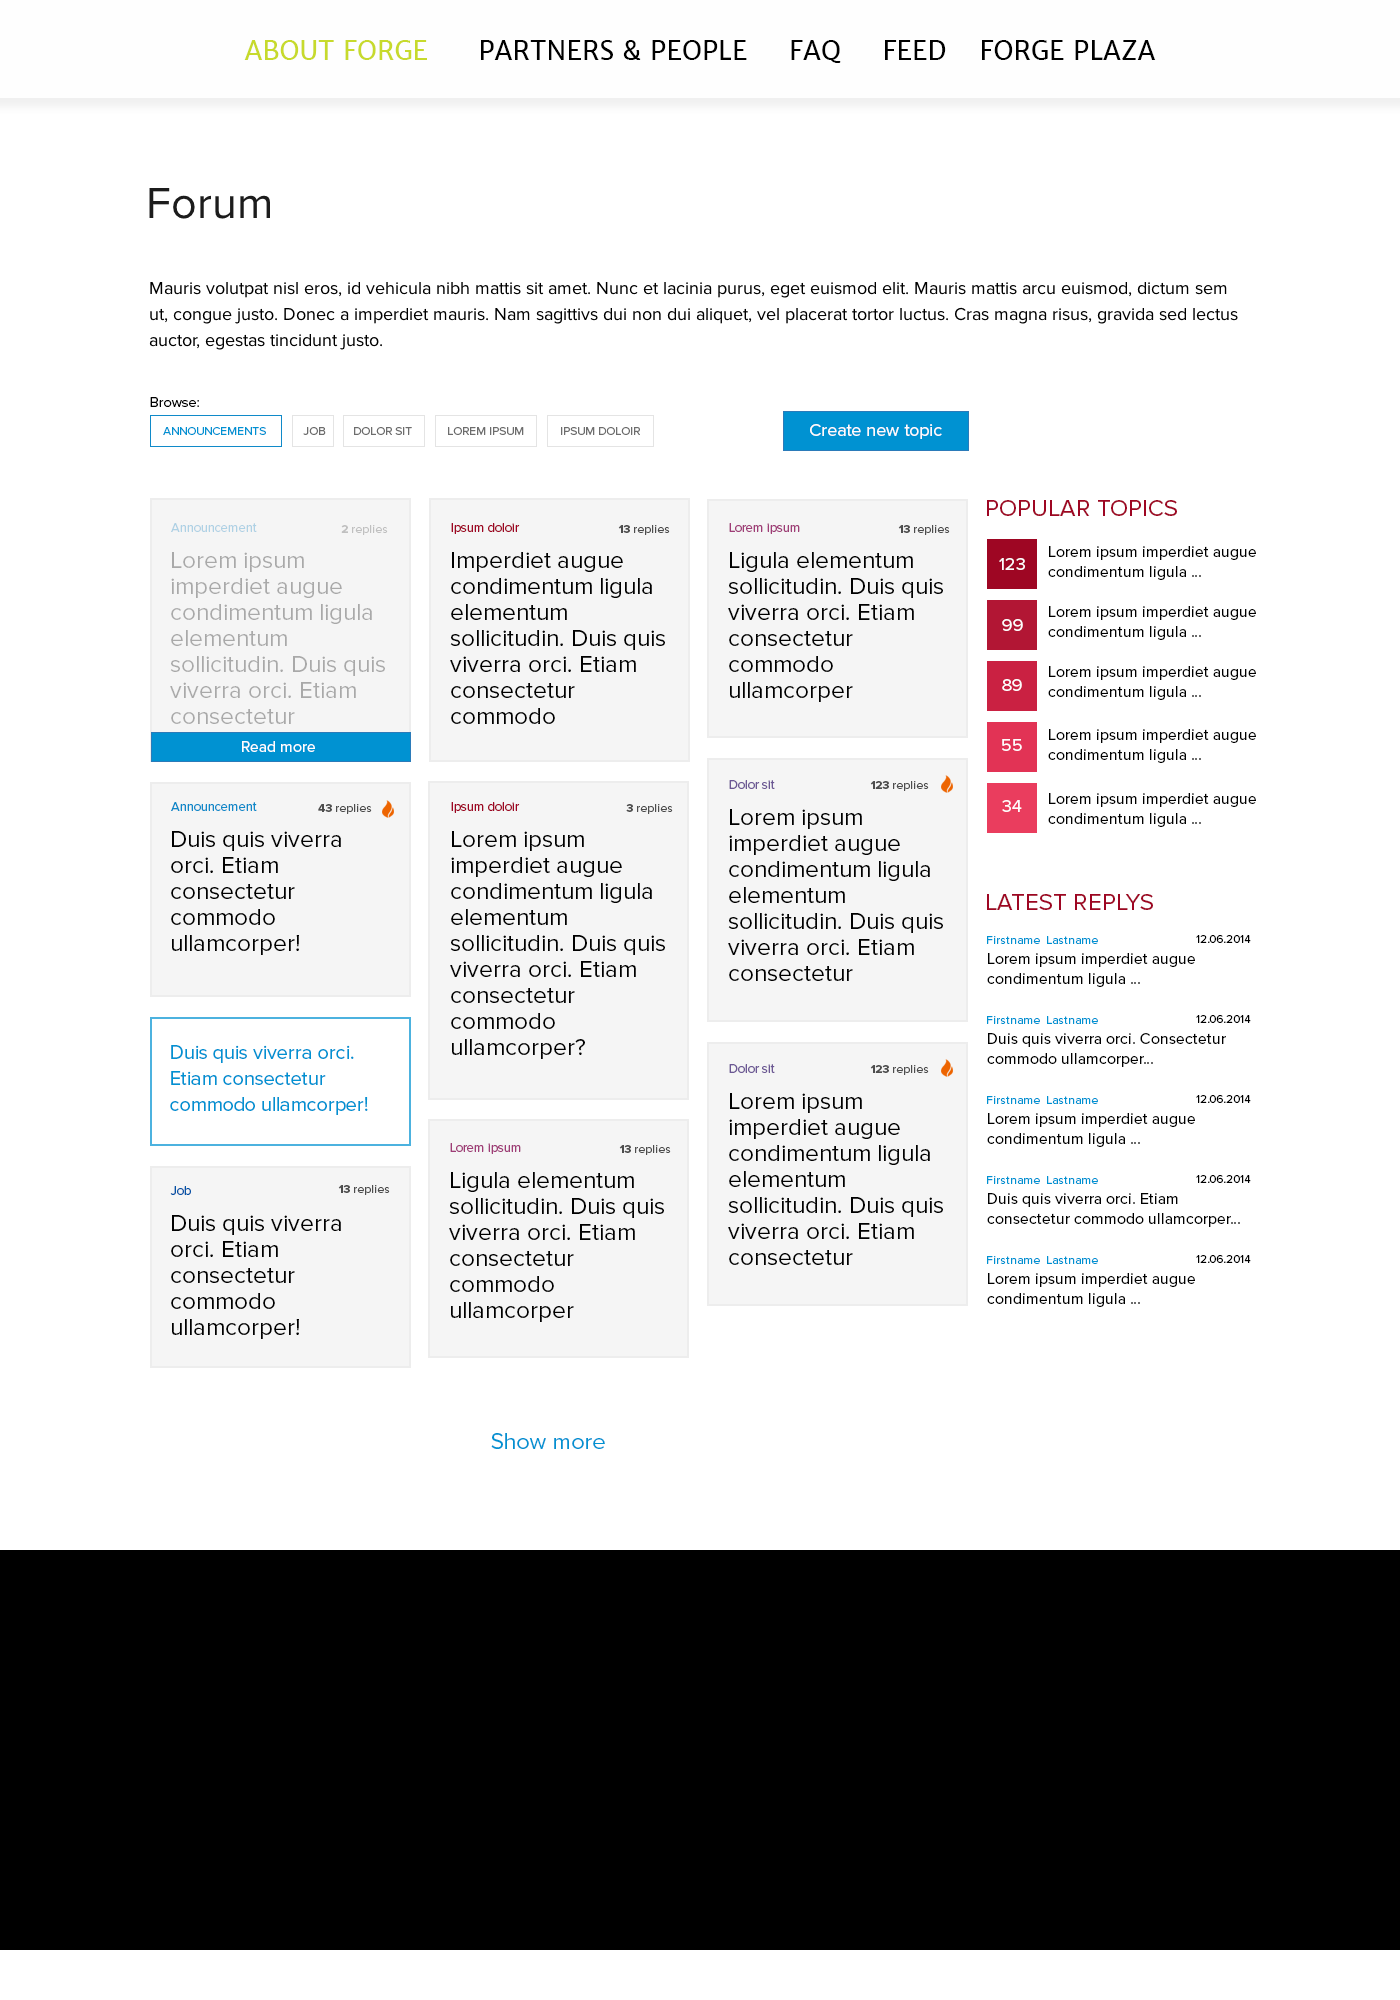 ABOUT FORGE PARTNERS & PEOPLE FAQ FEED FORGE PLAZA
Forum
Mauris volutpat nisl eros, id vehicula nibh mattis sit amet. Nunc et lacinia purus, eget euismod elit. Mauris mattis arcu euismod, dictum sem
ut, congue justo. Donec a imperdiet mauris. Nam sagittivs dui non dui aliquet, vel placerat tortor luctus. Cras magna risus, gravida sed lectus
auctor, egestas tincidunt justo.
Browse:
ANNOUNCEMENTS JOB DOLOR SIT LOREM IPSUM IPSUM DOLOIR
Create new topic
Announcement 2 replies
Lorem ipsum
imperdiet augue
condimentum ligula
elementum
sollicitudin. Duis quis
viverra orci. Etiam
consectetur
Read more
Announcement 43 replies
Duis quis viverra
orci. Etiam
consectetur
commodo
ullamcorper!
Duis quis viverra orci.
Etiam consectetur
commodo ullamcorper!
Job 13 replies
Duis quis viverra
orci. Etiam
consectetur
commodo
ullamcorper!
Ipsum doloir 13 replies
Imperdiet augue
condimentum ligula
elementum
sollicitudin. Duis quis
viverra orci. Etiam
consectetur
commodo
Ipsum doloir 3 replies
Lorem ipsum
imperdiet augue
condimentum ligula
elementum
sollicitudin. Duis quis
viverra orci. Etiam
consectetur
commodo
ullamcorper?
Lorem ipsum 13 replies
Ligula elementum
sollicitudin. Duis quis
viverra orci. Etiam
consectetur
commodo
ullamcorper
Lorem ipsum 13 replies
Ligula elementum
sollicitudin. Duis quis
viverra orci. Etiam
consectetur
commodo
ullamcorper
Dolor sit 123 replies
Lorem ipsum
imperdiet augue
condimentum ligula
elementum
sollicitudin. Duis quis
viverra orci. Etiam
consectetur
Dolor sit 123 replies
Lorem ipsum
imperdiet augue
condimentum ligula
elementum
sollicitudin. Duis quis
viverra orci. Etiam
consectetur
POPULAR TOPICS
123
Lorem ipsum imperdiet augue
condimentum ligula ...
99
Lorem ipsum imperdiet augue
condimentum ligula ...
89
Lorem ipsum imperdiet augue
condimentum ligula ...
55
Lorem ipsum imperdiet augue
condimentum ligula ...
34
Lorem ipsum imperdiet augue
condimentum ligula ...
LATEST REPLYS
Firstname Lastname 12.06.2014
Lorem ipsum imperdiet augue
condimentum ligula ...
Firstname Lastname 12.06.2014
Duis quis viverra orci. Consectetur
commodo ullamcorper...
Firstname Lastname 12.06.2014
Lorem ipsum imperdiet augue
condimentum ligula ...
Firstname Lastname 12.06.2014
Duis quis viverra orci. Etiam
consectetur commodo ullamcorper...
Firstname Lastname 12.06.2014
Lorem ipsum imperdiet augue
condimentum ligula ...
Show more